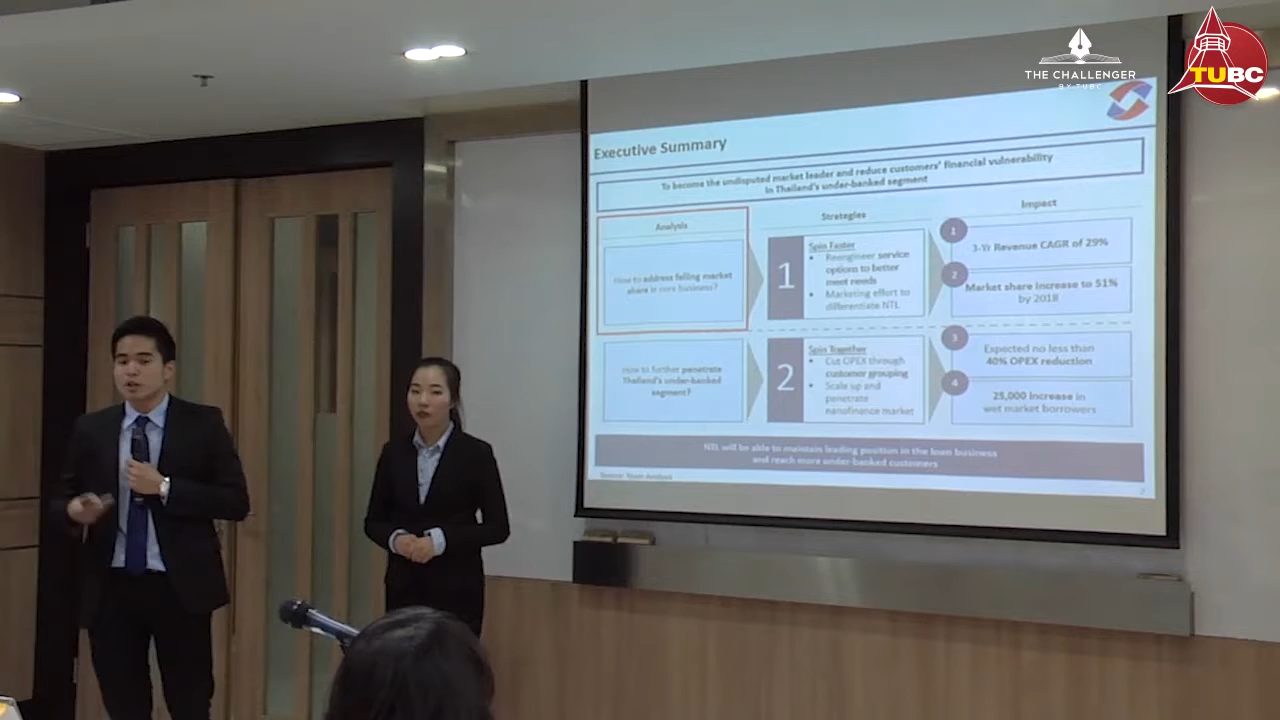 THE CHALLENGER
BY TUBC
TUBC
Executive Summary
To become the undisputed market leader and reduce customers' financial vulnerability
in Thailand's under-banked segment
Analysis
Strategies
Impact
How to address falling market
share in core business?
1
Spin Faster
• Reengineer service
options to better
meet needs
• Marketing effort to
differentiate NTL
1
3-Yr Revenue CAGR of 29%
2
Market share increase to 51%
by 2018
How to further penetrate
Thailand's under-banked
segment?
2
Spin Together
• Cut OPEX through
customer grouping
• Scale up and
penetrate
nanofinance market
3
Expected no less than
40% OPEX reduction
4
25,000 increase in
wet market borrowers
NTL will be able to maintain leading position in the loan business
and reach more under-banked customers
Source: Team Analysis